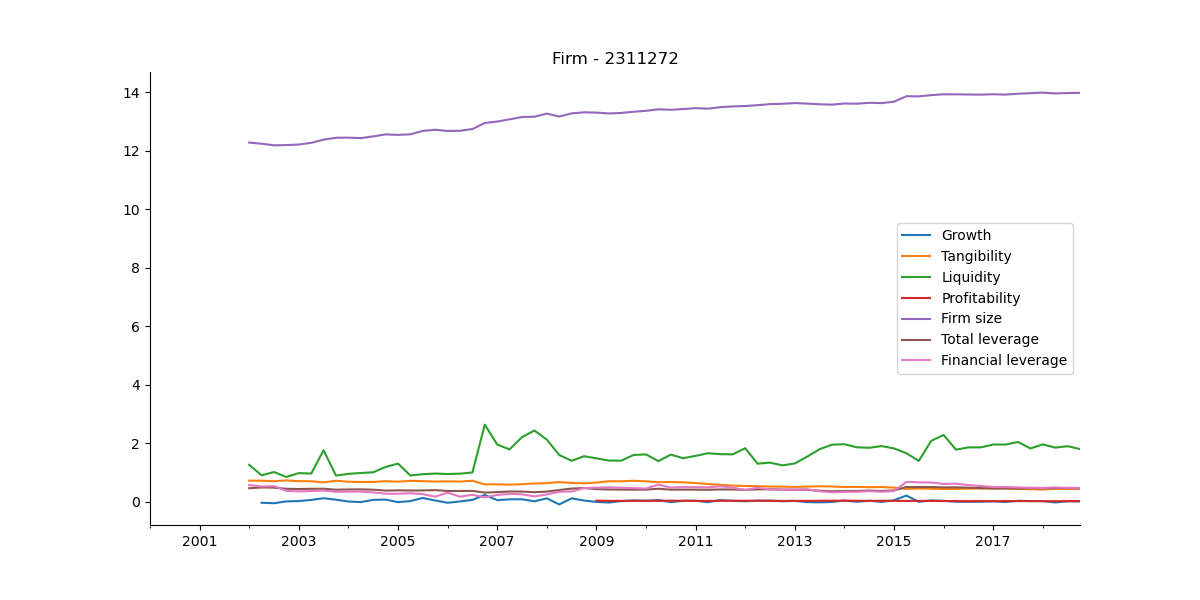 Firm - 2311272
14
12
10
8
6
4
2
0
Growth
Tangibility
Liquidity
Profitability
Firm size
Total leverage
Financial leverage
2001 2003 2005 2007 2009 2011 2013 2015 2017